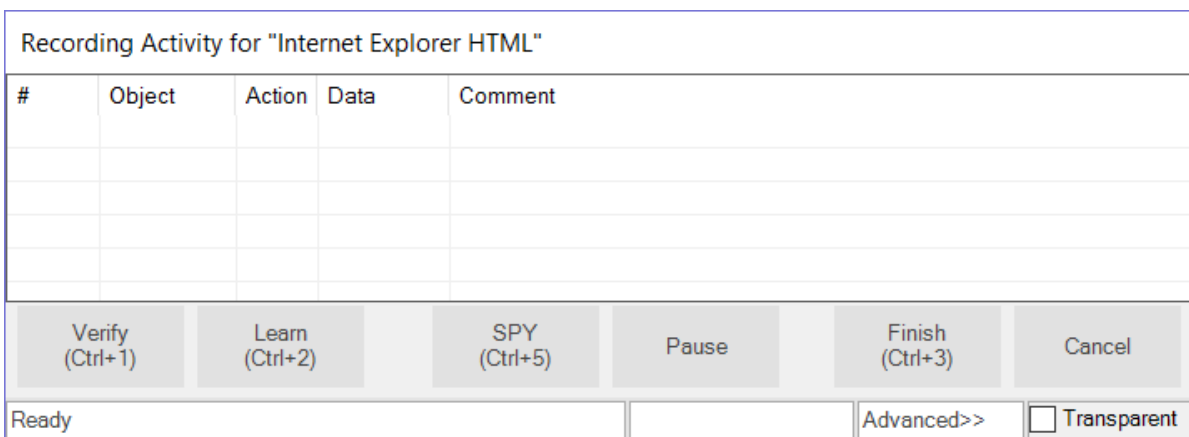 Recording Activity for "Internet Explorer HTML"
# Object Action Data Comment
Verify Learn SPY Pause Finish Cancel
(Ctrl+1) (Ctrl+2) (Ctrl+5) (Ctrl+3)
Ready Advanced>> Transparent